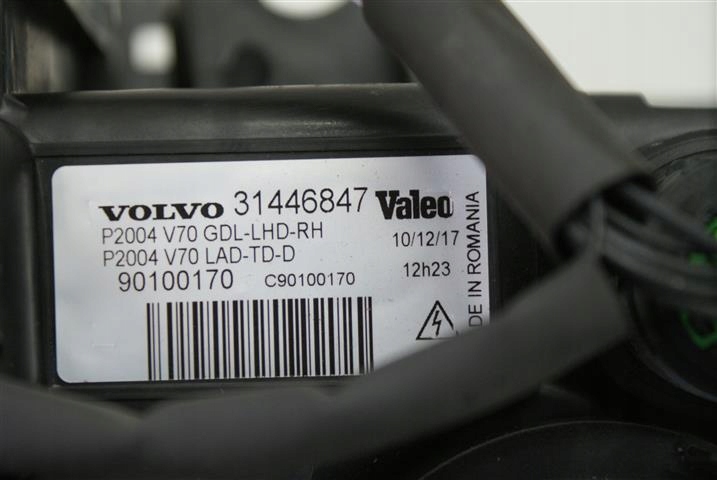 VOLVO 31446847 Valeo
P2004 V70 GDL-LHD-RH 10/12/17
P2004 V70 LAD-TD-D
90100170 C90100170 12h23
DE IN ROMANIA